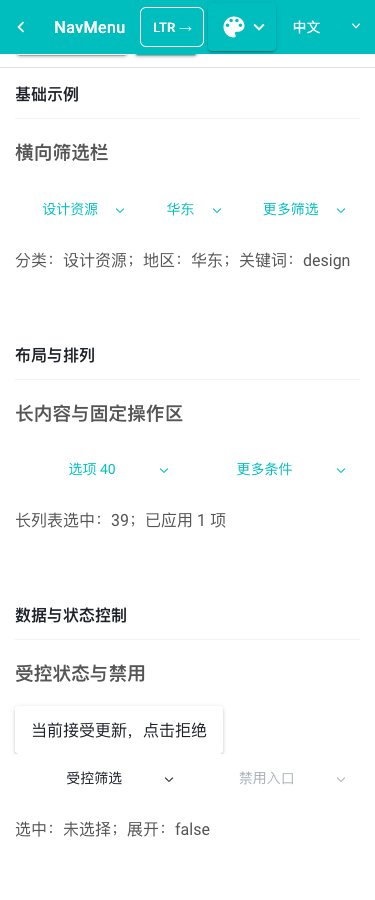 NavMenu LTR → 中文
基础示例
横向筛选栏
设计资源 华东 更多筛选
分类：设计资源；地区：华东；关键词：design
布局与排列
长内容与固定操作区
选项 40 更多条件
长列表选中：39；已应用 1 项
数据与状态控制
受控状态与禁用
当前接受更新，点击拒绝
受控筛选 禁用入口
选中：未选择；展开：false